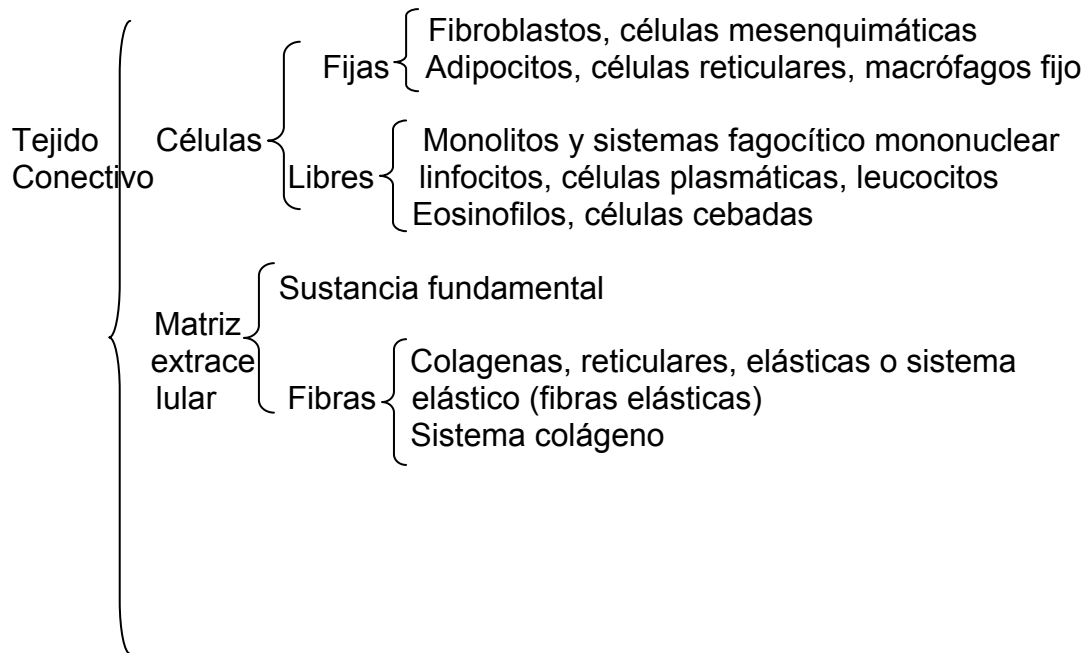 Fibroblastos, células mesenquimáticas
Fijas
Adipocitos, células reticulares, macrófagos fijo
Tejido
Conectivo
Células
Monolitos y sistemas fagocítico mononuclear
Libres
linfocitos, células plasmáticas, leucocitos
Eosinofilos, células cebadas
Sustancia fundamental
Matriz
extrace
lular
Fibras
Colagenas, reticulares, elásticas o sistema
elástico (fibras elásticas)
Sistema colágeno